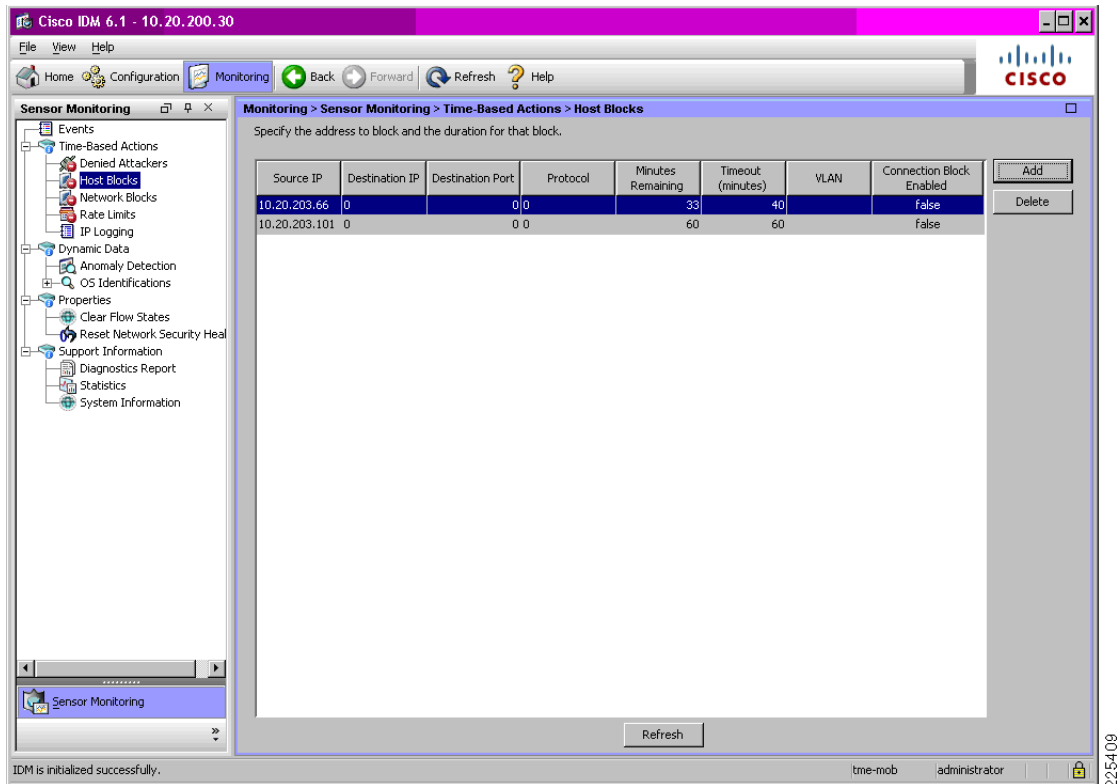 Cisco IDM 6.1 - 10.20.200.30
File View Help
Home Configuration Monitoring Back Forward Refresh Help
CISCO
Sensor Monitoring
Events
Time-Based Actions
Denied Attackers
Host Blocks
Network Blocks
Rate Limits
IP Logging
Dynamic Data
Anomaly Detection
OS Identifications
Properties
Clear Flow States
Reset Network Security Heal
Support Information
Diagnostics Report
Statistics
System Information
Sensor Monitoring
Monitoring > Sensor Monitoring > Time-Based Actions > Host Blocks
Specify the address to block and the duration for that block.
Source IP Destination IP Destination Port Protocol Minutes Remaining Timeout (minutes) VLAN Connection Block Enabled
10.20.203.66 0 0 0 33 40 false
10.20.203.101 0 0 0 60 60 false
Add
Delete
Refresh
IDM is initialized successfully. tme-mob administrator
225409